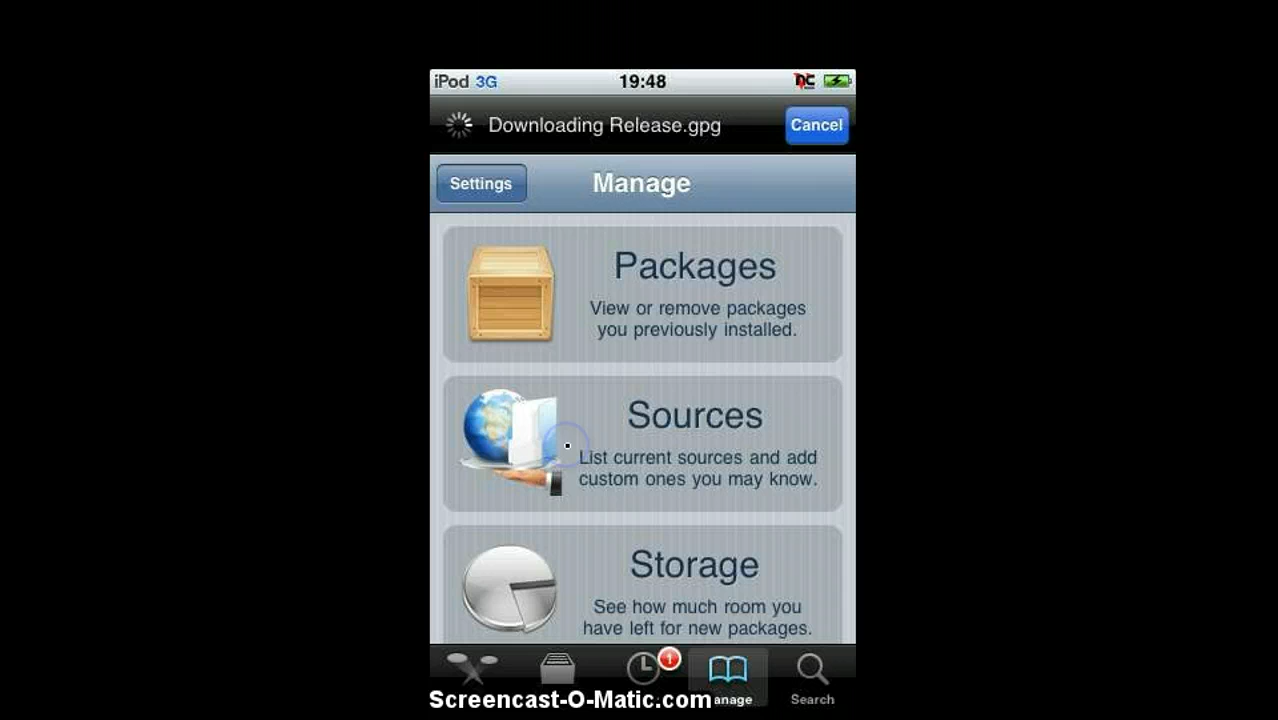 iPod 3G 19:48
Downloading Release.gpg Cancel
Settings Manage
Packages
View or remove packages
you previously installed.
Sources
List current sources and add
custom ones you may know.
Storage
See how much room you
have left for new packages.
1
Screencast-O-Matic.com anage Search